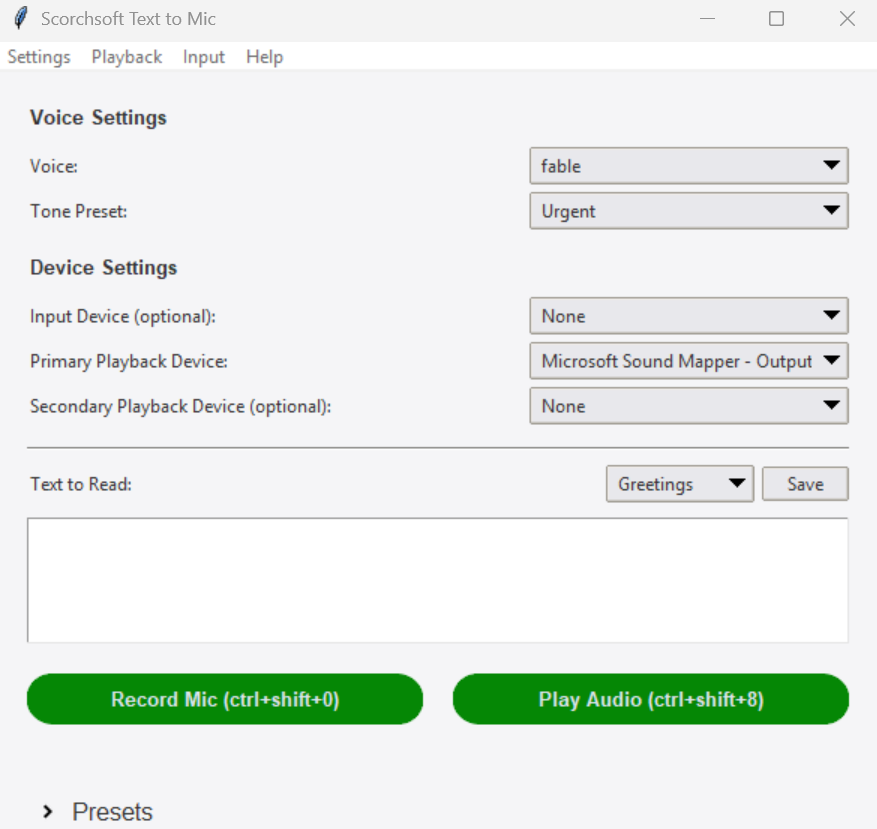 Scorchsoft Text to Mic
Settings Playback Input Help
Voice Settings
Voice: fable
Tone Preset: Urgent
Device Settings
Input Device (optional): None
Primary Playback Device: Microsoft Sound Mapper - Output
Secondary Playback Device (optional): None
Text to Read: Greetings Save
Record Mic (ctrl+shift+0) Play Audio (ctrl+shift+8)
Presets